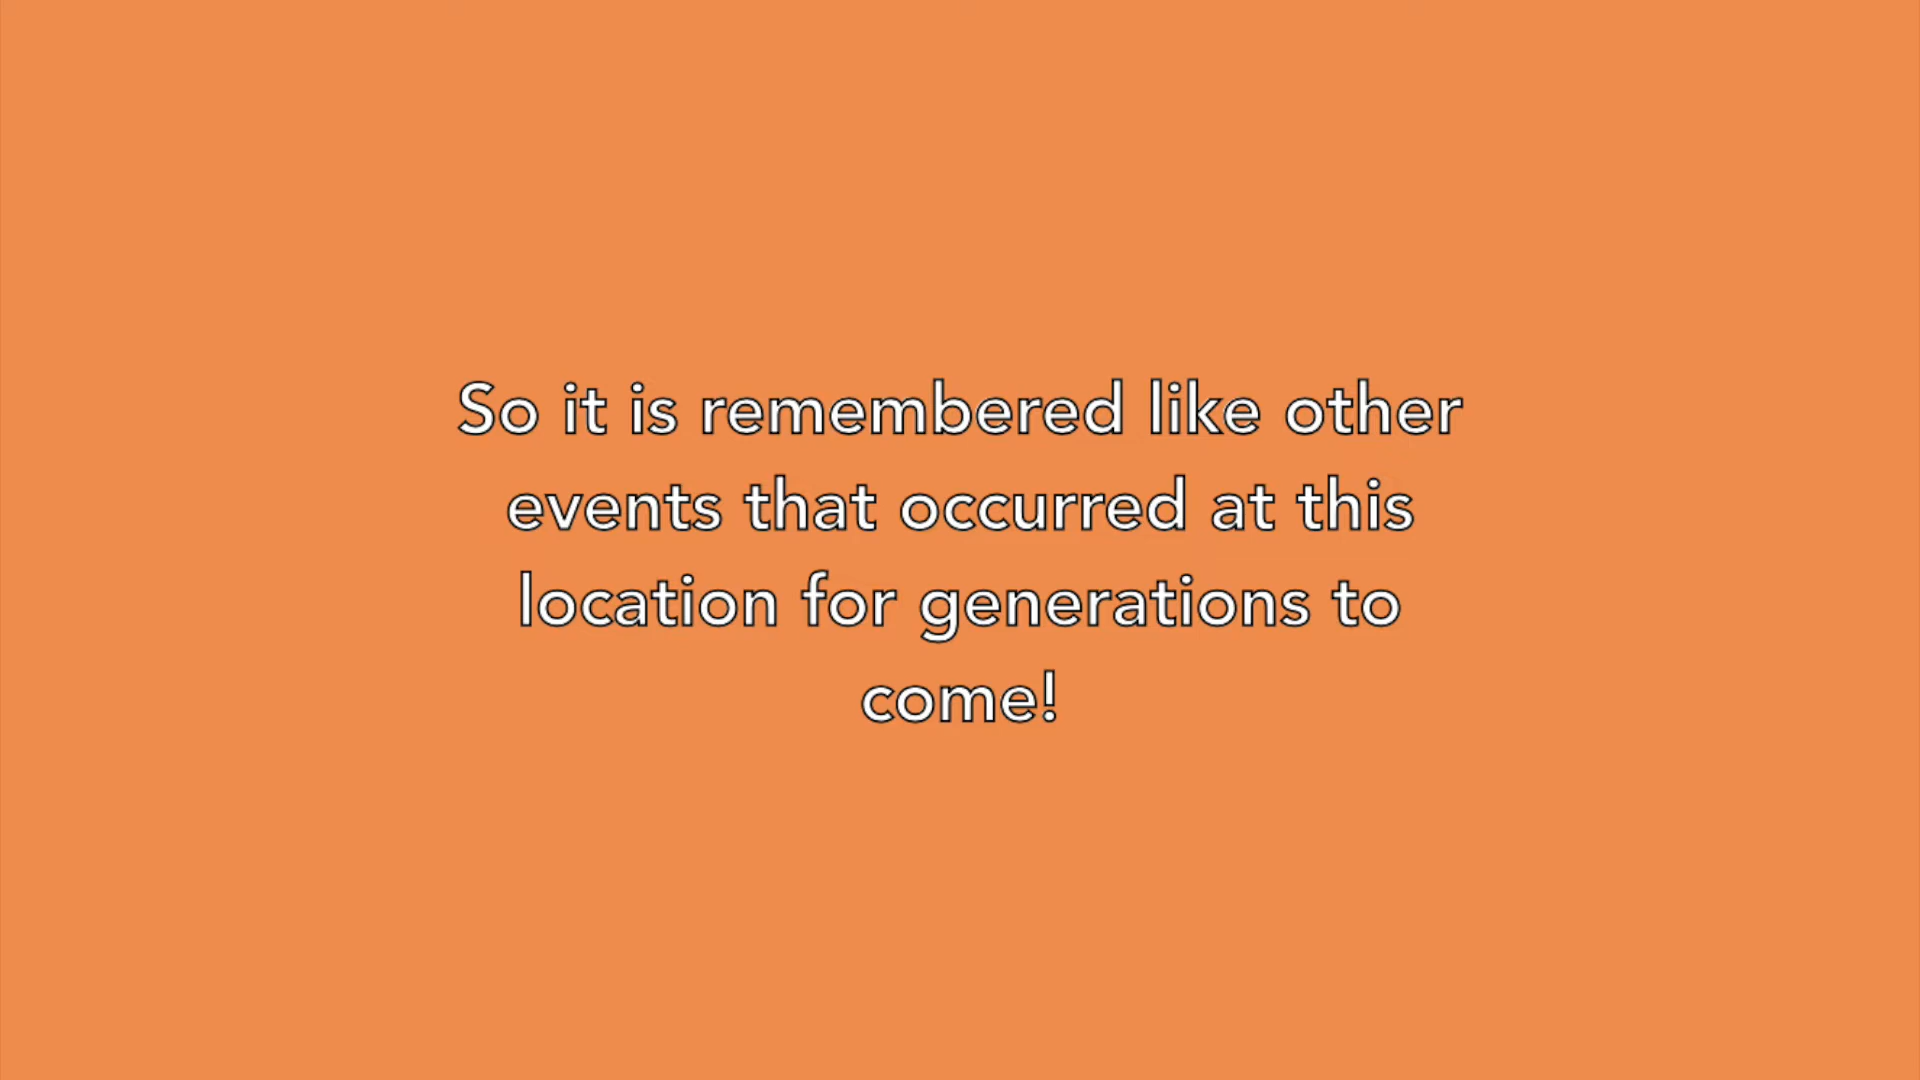 So it is remembered like other
events that occurred at this
location for generations to
come!